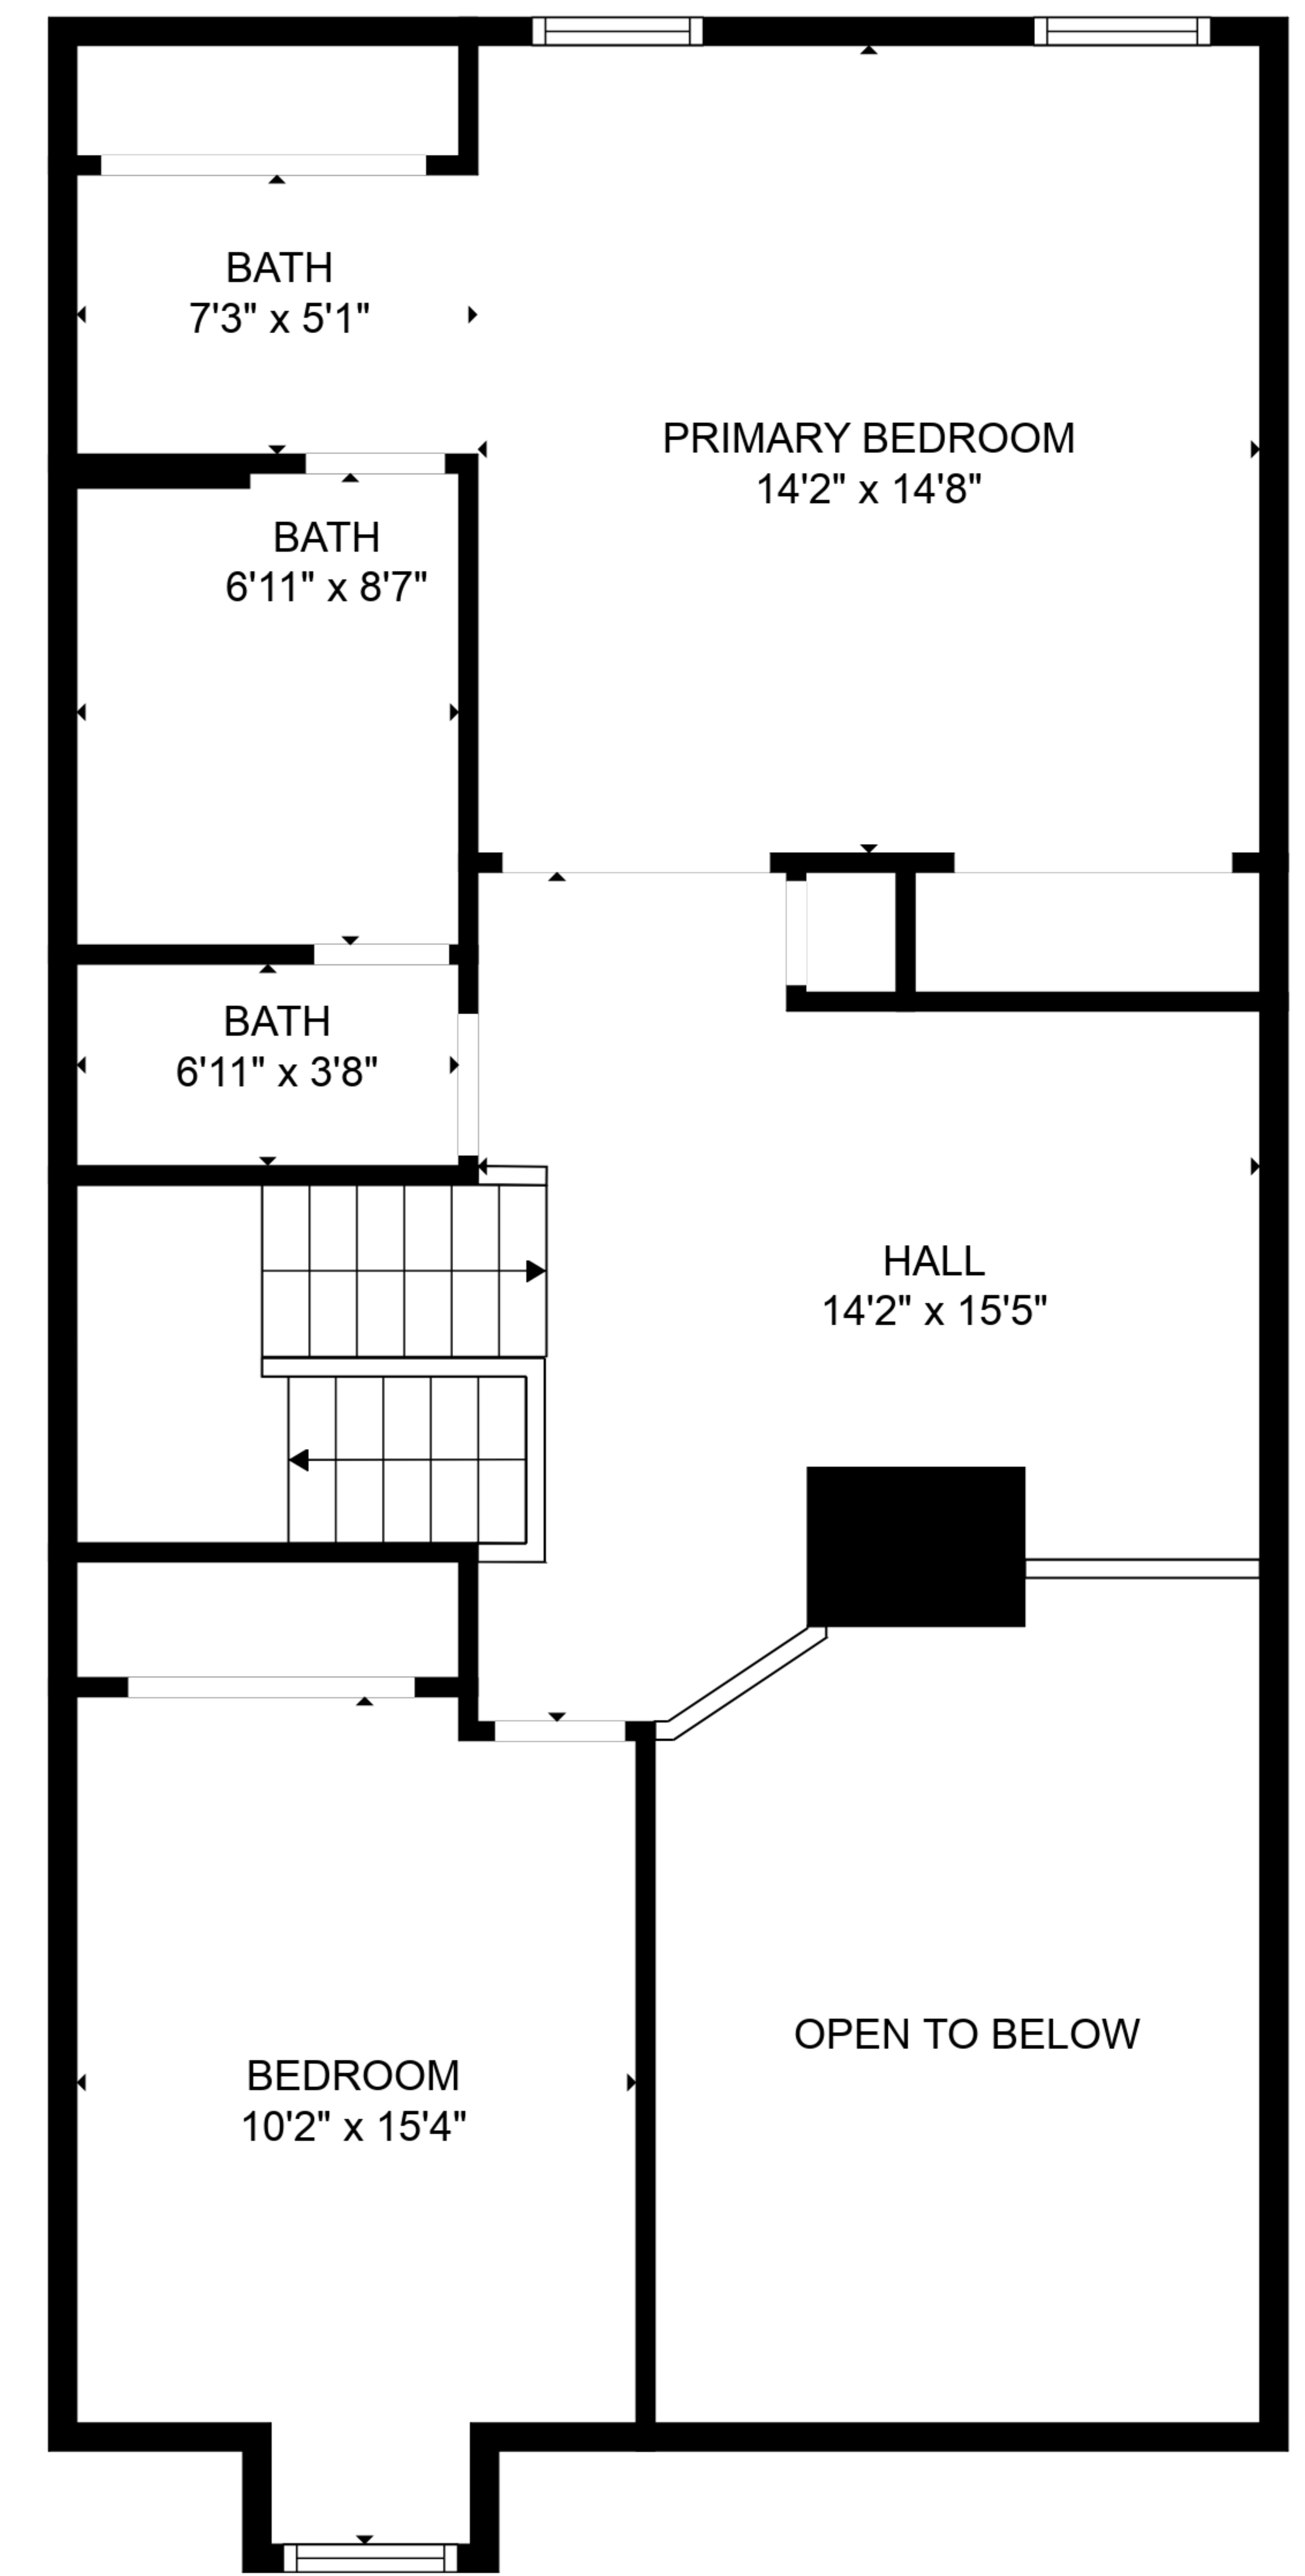 BATH
7'3" x 5'1"
PRIMARY BEDROOM
14'2" x 14'8"
BATH
6'11" x 8'7"
BATH
6'11" x 3'8"
HALL
14'2" x 15'5"
OPEN TO BELOW
BEDROOM
10'2" x 15'4"